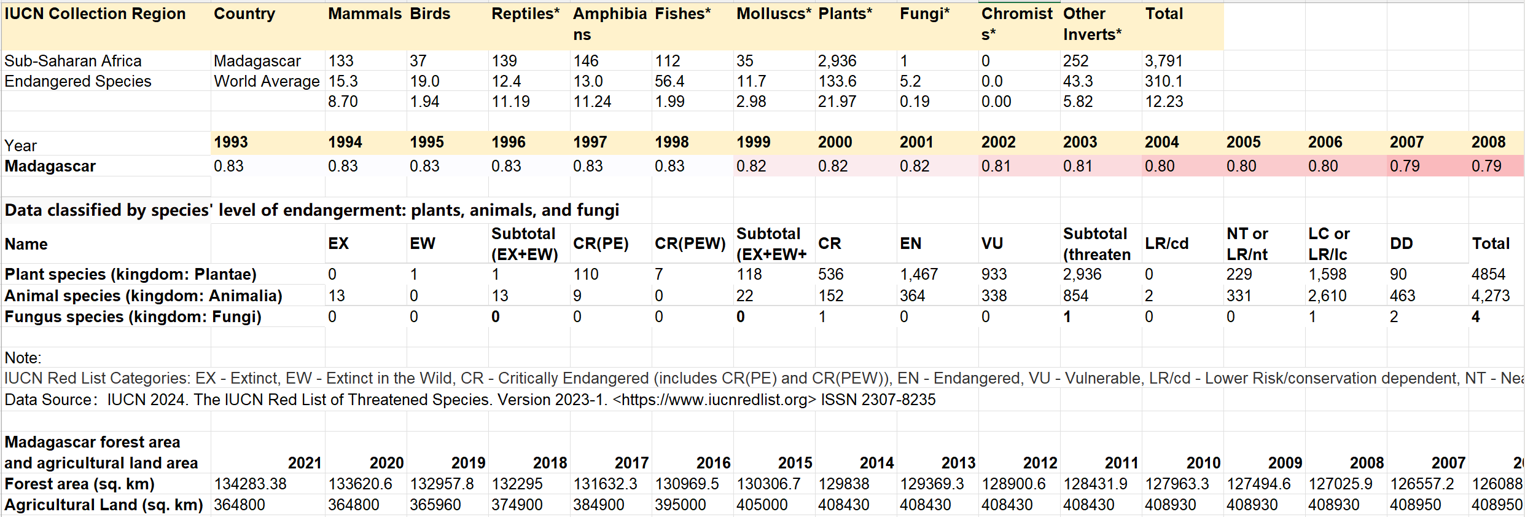 IUCN Collection Region Country Mammals Birds Reptiles* Amphibians Fishes* Molluscs* Plants* Fungi* Chromists* Other Inverts* Total
Sub-Saharan Africa Madagascar 133 37 139 146 112 35 2,936 1 0 252 3,791
Endangered Species World Average 15.3 19.0 12.4 13.0 56.4 11.7 133.6 5.2 0.0 43.3 310.1
8.70 1.94 11.19 11.24 1.99 2.98 21.97 0.19 0.00 5.82 12.23
Year 1993 1994 1995 1996 1997 1998 1999 2000 2001 2002 2003 2004 2005 2006 2007 2008
Madagascar 0.83 0.83 0.83 0.83 0.83 0.83 0.82 0.82 0.82 0.81 0.81 0.80 0.80 0.80 0.79 0.79
Data classified by species' level of endangerment: plants, animals, and fungi
Name EX EW Subtotal (EX+EW) CR(PE) CR(PEW) Subtotal (EX+EW+ CR EN VU Subtotal (threaten LR/cd NT or LR/nt LC or LR/lc DD Total
Plant species (kingdom: Plantae) 0 1 1 110 7 118 536 1,467 933 2,936 0 229 1,598 90 4854
Animal species (kingdom: Animalia) 13 0 13 9 0 22 152 364 338 854 2 331 2,610 463 4,273
Fungus species (kingdom: Fungi) 0 0 0 0 0 0 1 0 0 1 0 0 1 2 4
Note:
IUCN Red List Categories: EX - Extinct, EW - Extinct in the Wild, CR - Critically Endangered (includes CR(PE) and CR(PEW)), EN - Endangered, VU - Vulnerable, LR/cd - Lower Risk/conservation dependent, NT - Nea
Data Source：IUCN 2024. The IUCN Red List of Threatened Species. Version 2023-1. <https://www.iucnredlist.org> ISSN 2307-8235
Madagascar forest area
and agricultural land area 2021 2020 2019 2018 2017 2016 2015 2014 2013 2012 2011 2010 2009 2008 2007
Forest area (sq. km) 134283.38 133620.6 132957.8 132295 131632.3 130969.5 130306.7 129838 129369.3 128900.6 128431.9 127963.3 127494.6 127025.9 126557.2 126088
Agricultural Land (sq. km) 364800 364800 365960 374900 384900 395000 405000 408430 408430 408430 408430 408930 408930 408930 408950 408950